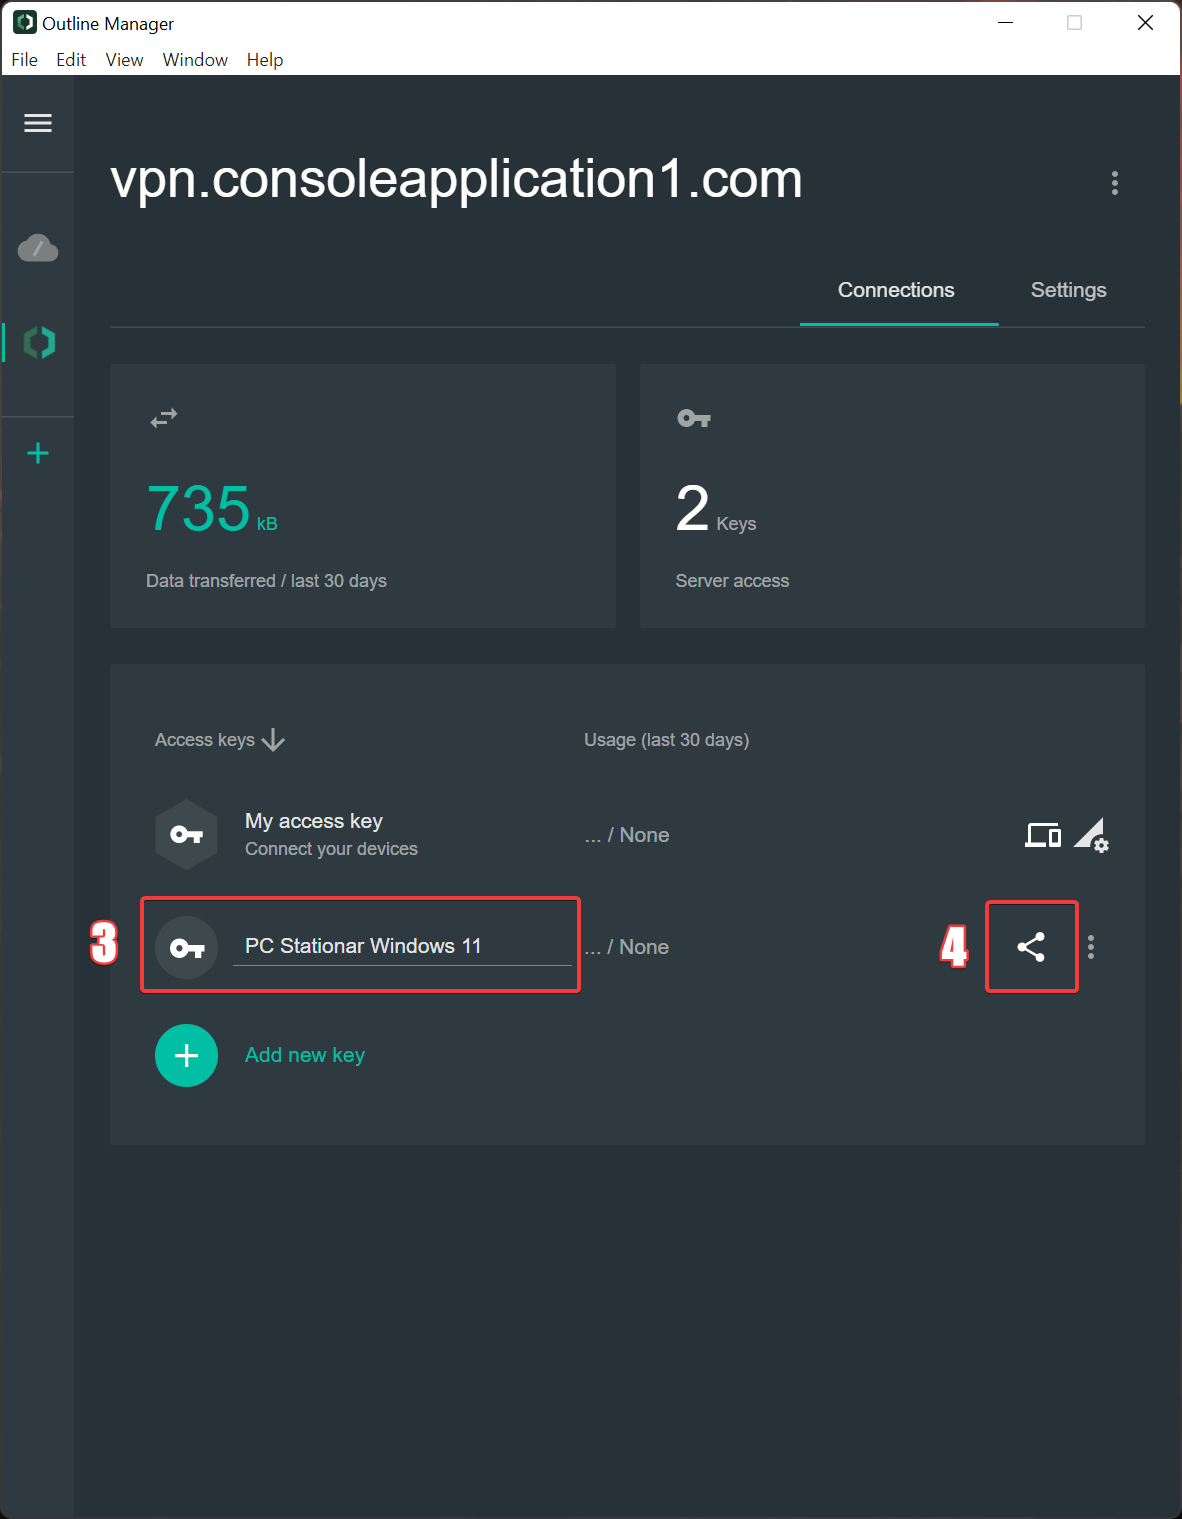 Outline Manager
File Edit View Window Help
vpn.consoleapplication1.com
Connections Settings
735 kB
Data transferred / last 30 days
2 Keys
Server access
Access keys Usage (last 30 days)
My access key
Connect your devices
... / None
3 PC Stationar Windows 11 ... / None 4
Add new key